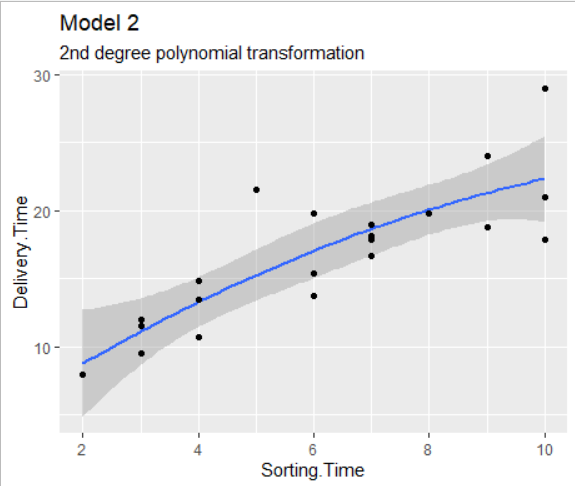 Model 2
2nd degree polynomial transformation
30
20
10
Delivery.Time
2 4 6 8 10
Sorting.Time